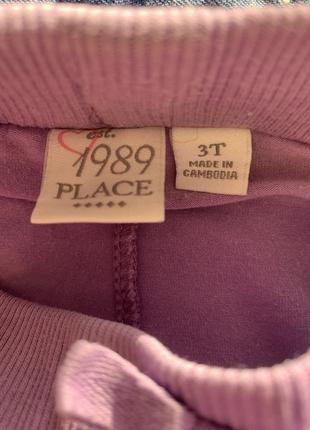 est.
1989
PLACE
3T
MADE IN
CAMBODIA